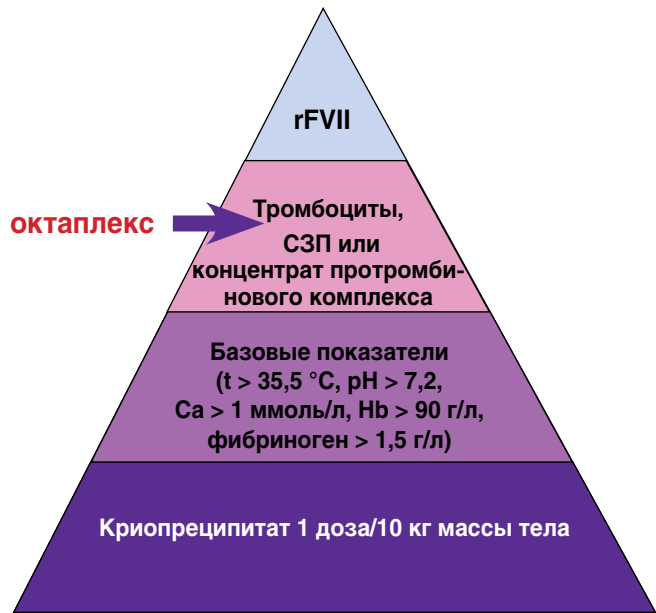 rFVII
октаплекс
Тромбоциты,
СЗП или
концентрат протромби-
нового комплекса
Базовые показатели
(t > 35,5 °C, pH > 7,2,
Ca > 1 ммоль/л, Hb > 90 г/л,
фибриноген > 1,5 г/л)
Криопреципитат 1 доза/10 кг массы тела